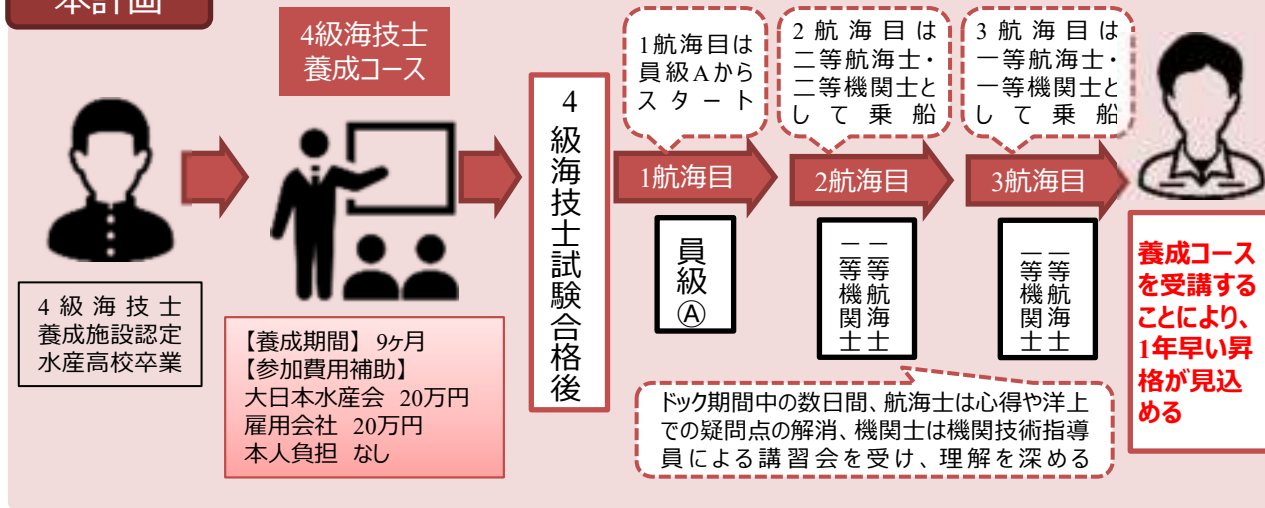 本計画
4級海技士
養成コース
4級海技士
養成施設認定
水産高校卒業
【養成期間】 9ヶ月
【参加費用補助】
大日本水産会 20万円
雇用会社 20万円
本人負担 なし
4級海技士試験合格後
1航海目は
員級Aから
スタート
1航海目
員級Ⓐ
2航海目は
二等航海士・
二等機関士と
して乗船
2航海目
二等航海士
二等機関士
3航海目は
一等航海士・
一等機関士と
して乗船
3航海目
一等航海士
一等機関士
ドック期間中の数日間、航海士は心得や洋上
での疑問点の解消、機関士は機関技術指導
員による講習会を受け、理解を深める
養成コース
を受講する
ことにより、
1年早い昇
格が見込
める